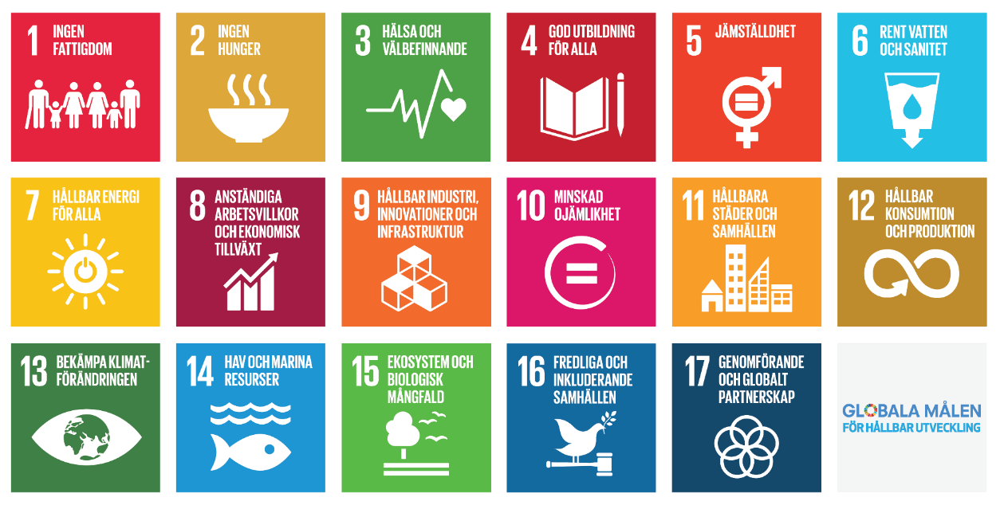 1 INGEN
FATTIGDOM
2 INGEN
HUNGER
3 HÄLSA OCH
VÄLBEFINNANDE
4 GOD UTBILDNING
FÖR ALLA
5 JÄMSTÄLLDHET
6 RENT VATTEN
OCH SANITET
7 HÅLLBAR ENERGI
FÖR ALLA
8 ANSTÄNDIGA
ARBETSVILLKOR
OCH EKONOMISK
TILLVÄXT
9 HÅLLBAR INDUSTRI,
INNOVATIONER OCH
INFRASTRUKTUR
10 MINSKAD
OJÄMLIKHET
11 HÅLLBARA
STÄDER OCH
SAMHÄLLEN
12 HÅLLBAR
KONSUMTION
OCH PRODUKTION
13 BEKÄMPA KLIMAT-
FÖRÄNDRINGEN
14 HAV OCH MARINA
RESURSER
15 EKOSYSTEM OCH
BIOLOGISK
MÅNGFALD
16 FREDLIGA OCH
INKLUDERANDE
SAMHÄLLEN
17 GENOMFÖRANDE
OCH GLOBALT
PARTNERSKAP
GLOBALA MÅLEN
FÖR HÅLLBAR UTVECKLING